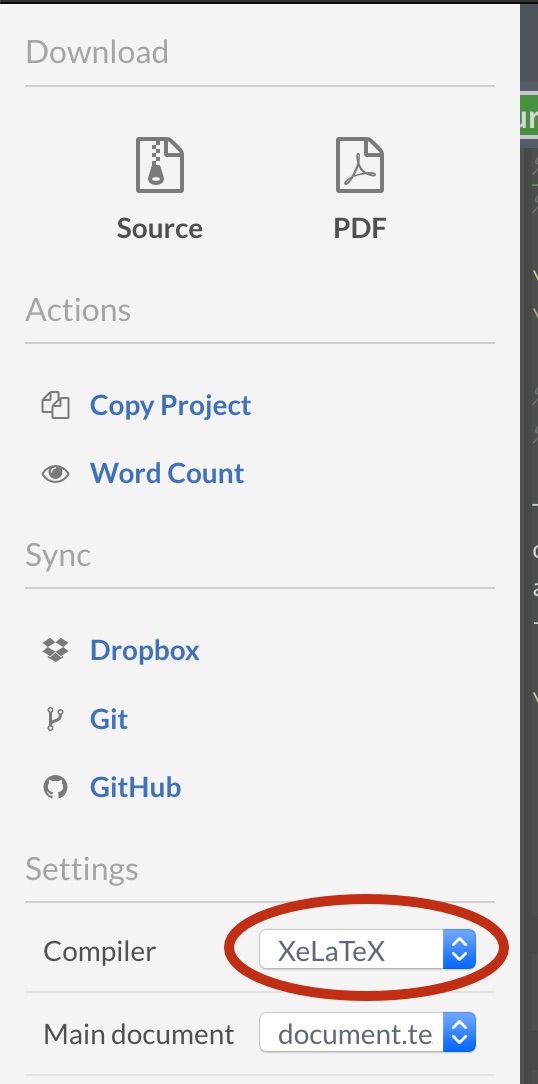 Download
Source PDF
Actions
Copy Project
Word Count
Sync
Dropbox
Git
GitHub
Settings
Compiler XeLaTeX
Main document document.te